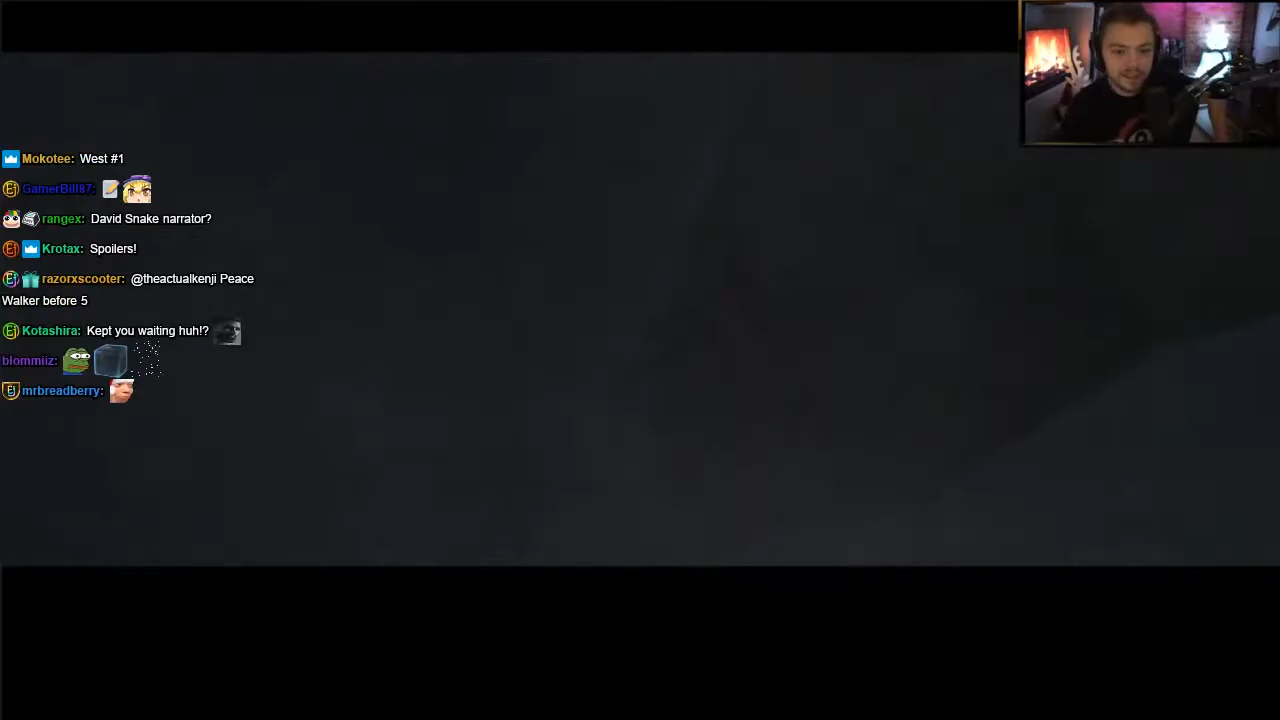 Mokotee: West #1
GamerBill87:
rangex: David Snake narrator?
Krotax: Spoilers!
razorxscooter: @theactualkenji Peace
Walker before 5
Kotashira: Kept you waiting huh!?
blommiiz:
mrbreadberry: